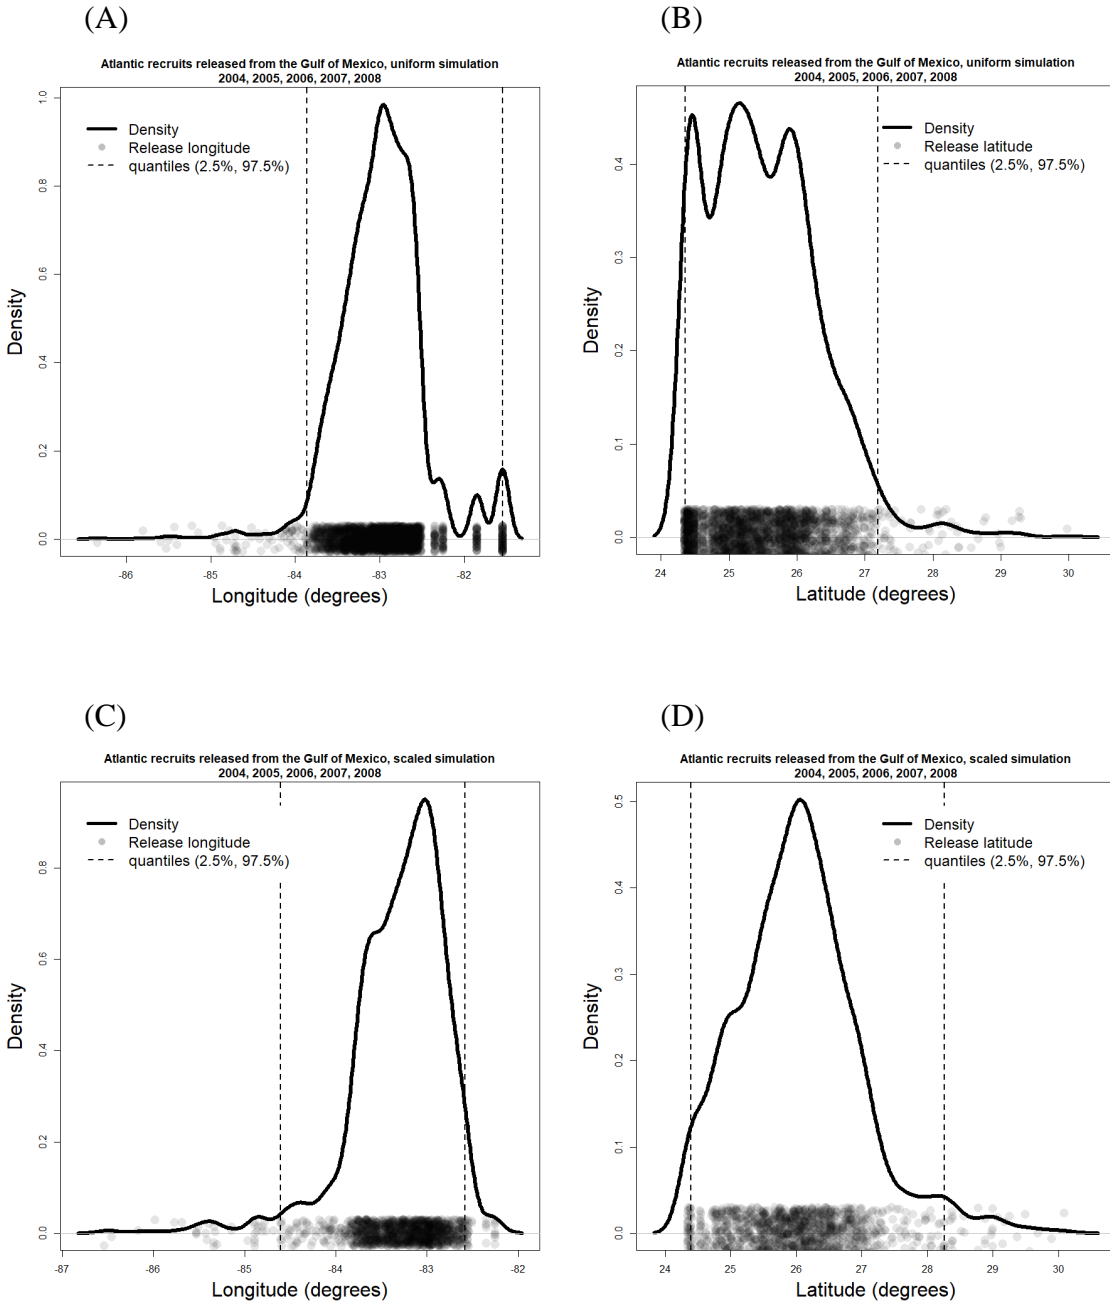 (A)
Atlantic recruits released from the Gulf of Mexico, uniform simulation
2004, 2005, 2006, 2007, 2008
Density
Release longitude
quantiles (2.5%, 97.5%)
Density
1.0
0.8
0.6
0.4
0.2
0.0
-86
-84
-83
-82
Longitude (degrees)
(B)
Atlantic recruits released from the Gulf of Mexico, uniform simulation
2004, 2005, 2006, 2007, 2008
Density
Release latitude
quantiles (2.5%, 97.5%)
Density
0.4
0.3
0.2
0.1
0.0
24
25
26
27
28
29
30
Latitude (degrees)
(C)
Atlantic recruits released from the Gulf of Mexico, scaled simulation
2004, 2005, 2006, 2007, 2008
Density
Release longitude
quantiles (2.5%, 97.5%)
Density
0.8
0.6
0.4
0.2
0.0
-87
-86
-85
-84
-83
-82
Longitude (degrees)
(D)
Atlantic recruits released from the Gulf of Mexico, scaled simulation
2004, 2005, 2006, 2007, 2008
Density
Release latitude
quantiles (2.5%, 97.5%)
Density
0.5
0.4
0.3
0.2
0.1
0.0
24
25
26
27
28
29
30
Latitude (degrees)